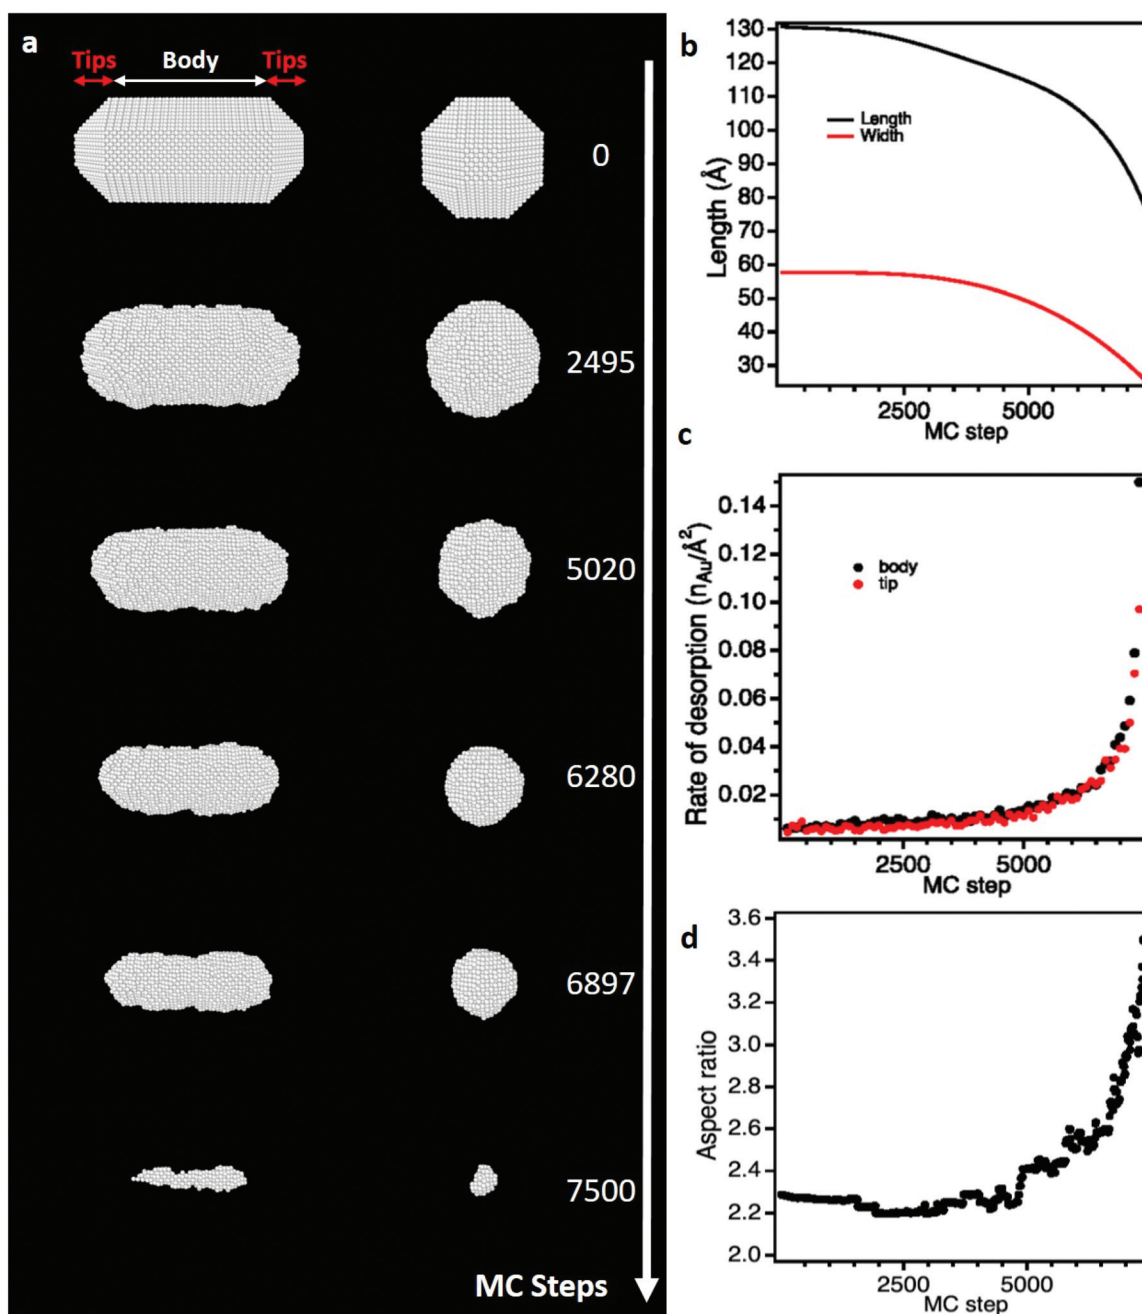 a
Tips Body Tips
0
2495
5020
6280
6897
7500
MC Steps
b
130
120
110
100
90
80
70
60
50
40
30
Length (Å)
Length
Width
2500 5000
MC step
c
0.14
0.12
0.10
0.08
0.06
0.04
0.02
Rate of desorption (nAu/Å²)
body
tip
2500 5000
MC step
d
3.6
3.4
3.2
3.0
2.8
2.6
2.4
2.2
2.0
Aspect ratio
2500 5000
MC step